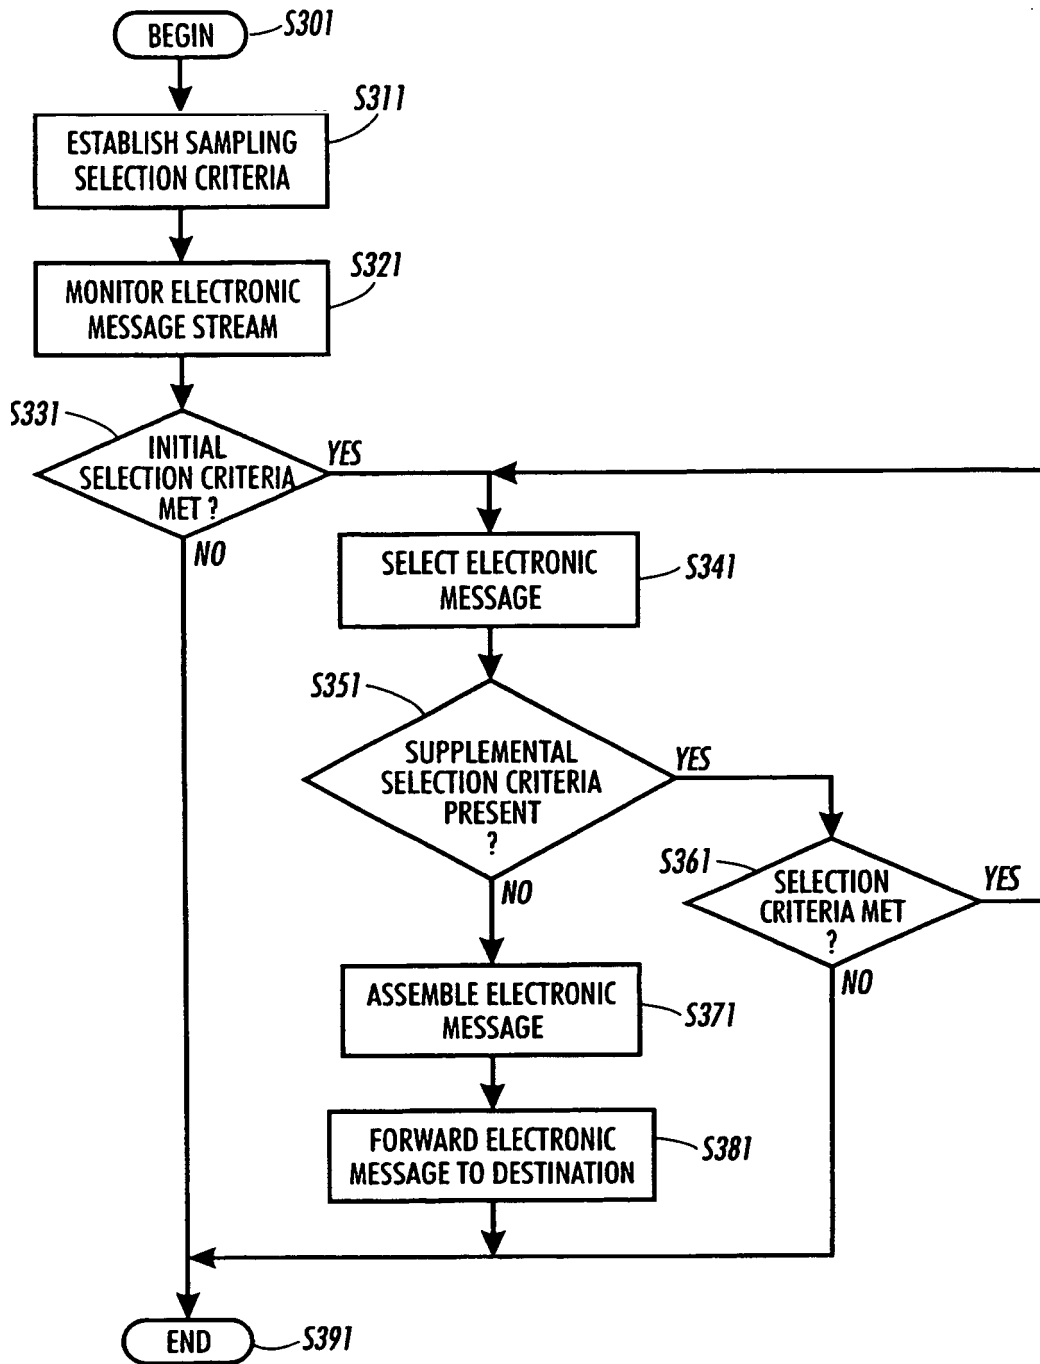 BEGIN
S301
S311
ESTABLISH SAMPLING
SELECTION CRITERIA
S321
MONITOR ELECTRONIC
MESSAGE STREAM
S331
INITIAL
SELECTION CRITERIA
MET ?
YES
NO
SELECT ELECTRONIC
MESSAGE
S341
S351
SUPPLEMENTAL
SELECTION CRITERIA
PRESENT
?
YES
NO
S361
SELECTION
CRITERIA MET
?
YES
NO
ASSEMBLE ELECTRONIC
MESSAGE
S371
FORWARD ELECTRONIC
MESSAGE TO DESTINATION
S381
END
S391